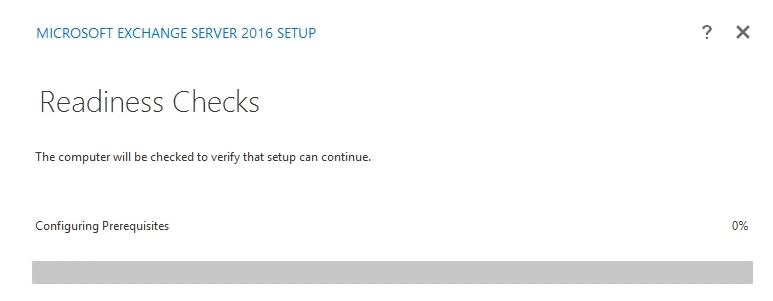 MICROSOFT EXCHANGE SERVER 2016 SETUP ?
Readiness Checks
The computer will be checked to verify that setup can continue.
Configuring Prerequisites 0%